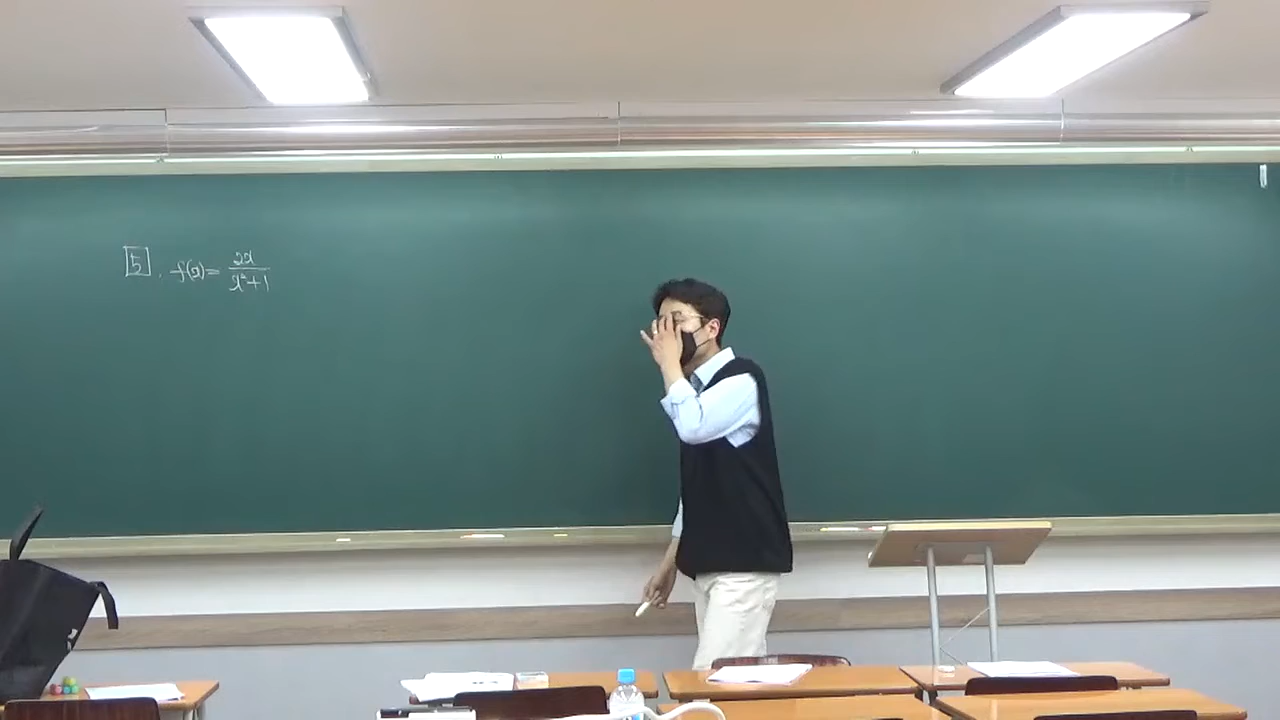 5. f(x) = 2x / x²+1